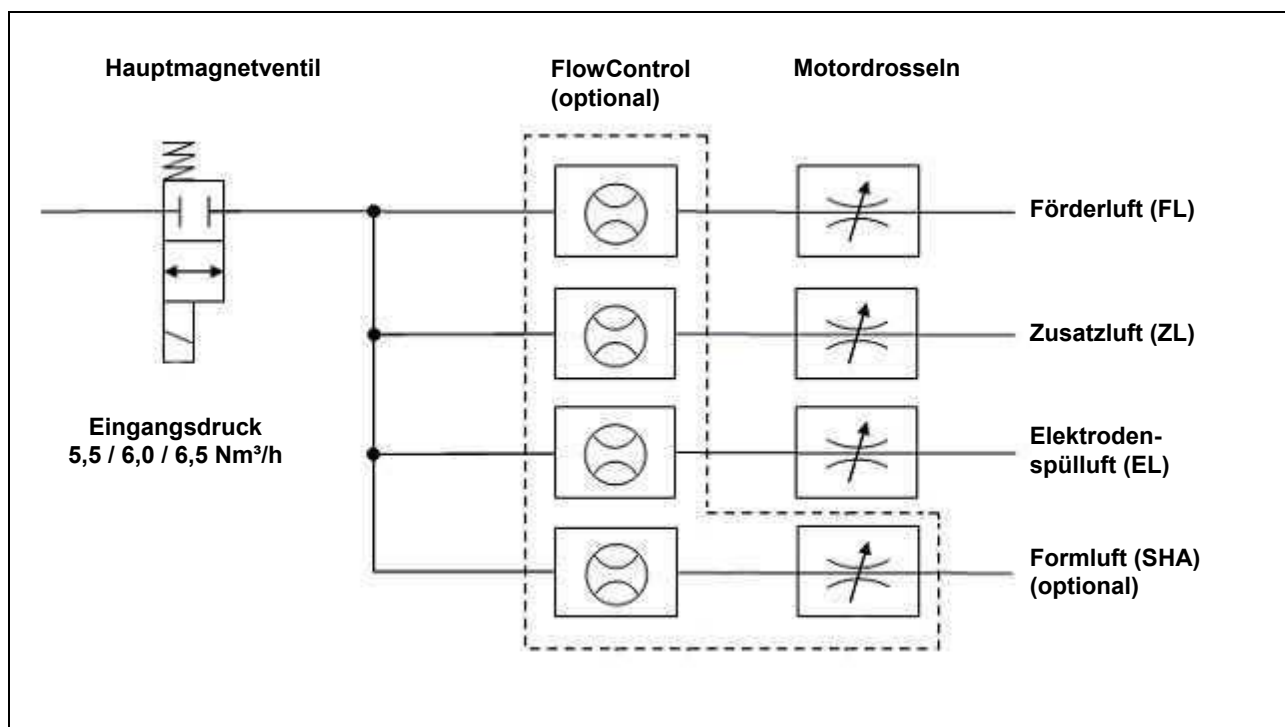 Hauptmagnetventil
FlowControl
(optional)
Motordrosseln
Förderluft (FL)
Zusatzluft (ZL)
Eingangsdruck
5,5 / 6,0 / 6,5 Nm³/h
Elektroden-
spülluft (EL)
Formluft (SHA)
(optional)